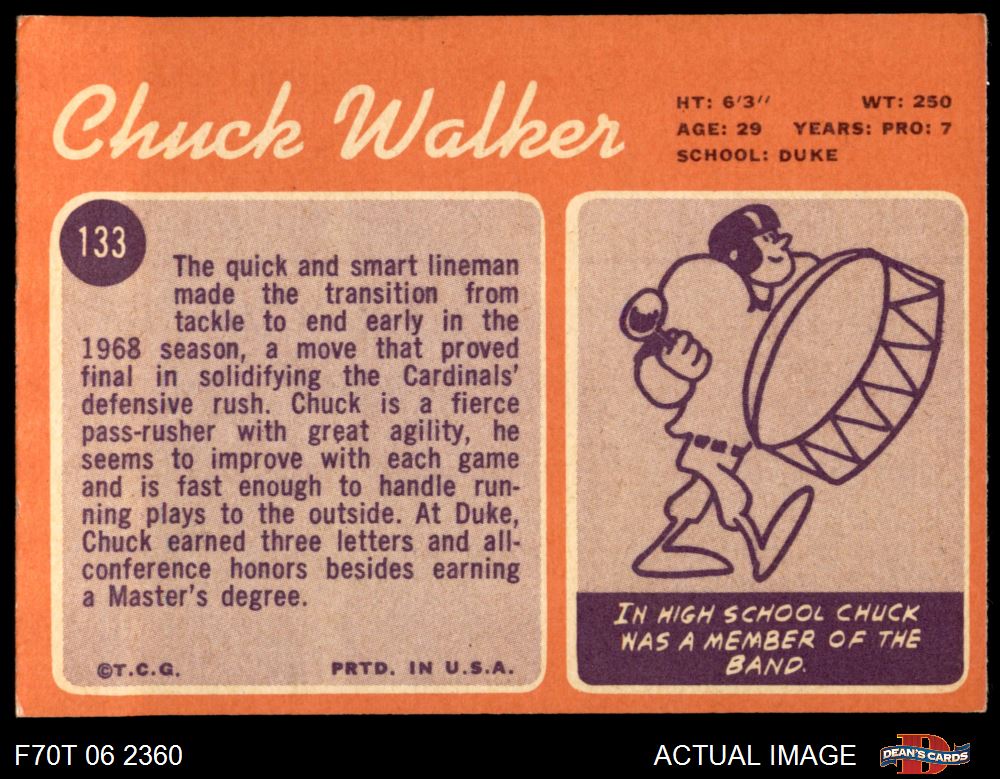 Chuck Walker
HT: 6'3"
WT: 250
AGE: 29
YEARS: PRO: 7
SCHOOL: DUKE
133
The quick and smart lineman
made the transition from
tackle to end early in the
1968 season, a move that proved
final in solidifying the Cardinals'
defensive rush. Chuck is a fierce
pass-rusher with great agility, he
seems to improve with each game
and is fast enough to handle run-
ning plays to the outside. At Duke,
Chuck earned three letters and all-
conference honors besides earning
a Master's degree.
©T.C.G.
PRTD. IN U.S.A.
IN HIGH SCHOOL CHUCK
WAS A MEMBER OF THE
BAND.
F70T 06 2360
ACTUAL IMAGE
DEAN'S CARDS